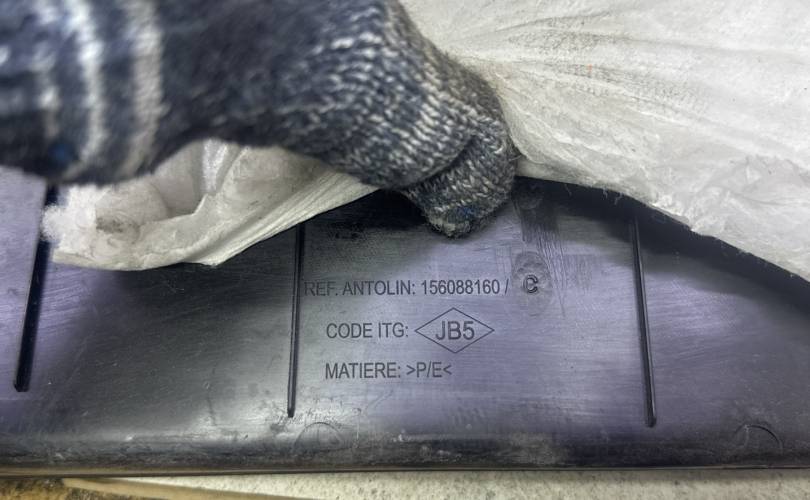 REF. ANTOLIN: 156088160 / C
CODE ITG: JB5
MATIERE: >P/E<